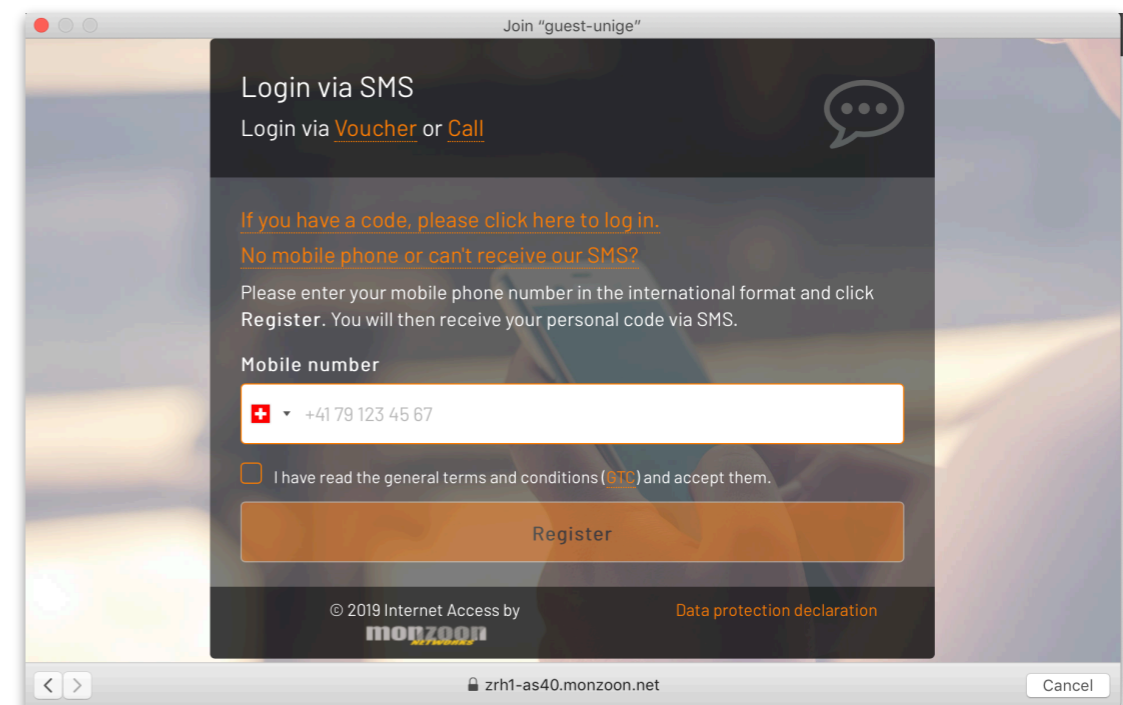 Join “guest-unige”
Login via SMS
Login via Voucher or Call
If you have a code, please click here to log in.
No mobile phone or can't receive our SMS?
Please enter your mobile phone number in the international format and click
Register. You will then receive your personal code via SMS.
Mobile number
+41 79 123 45 67
I have read the general terms and conditions (GTC) and accept them.
Register
© 2019 Internet Access by
monzoon
NETWORKS
Data protection declaration
zrh1-as40.monzoon.net
Cancel